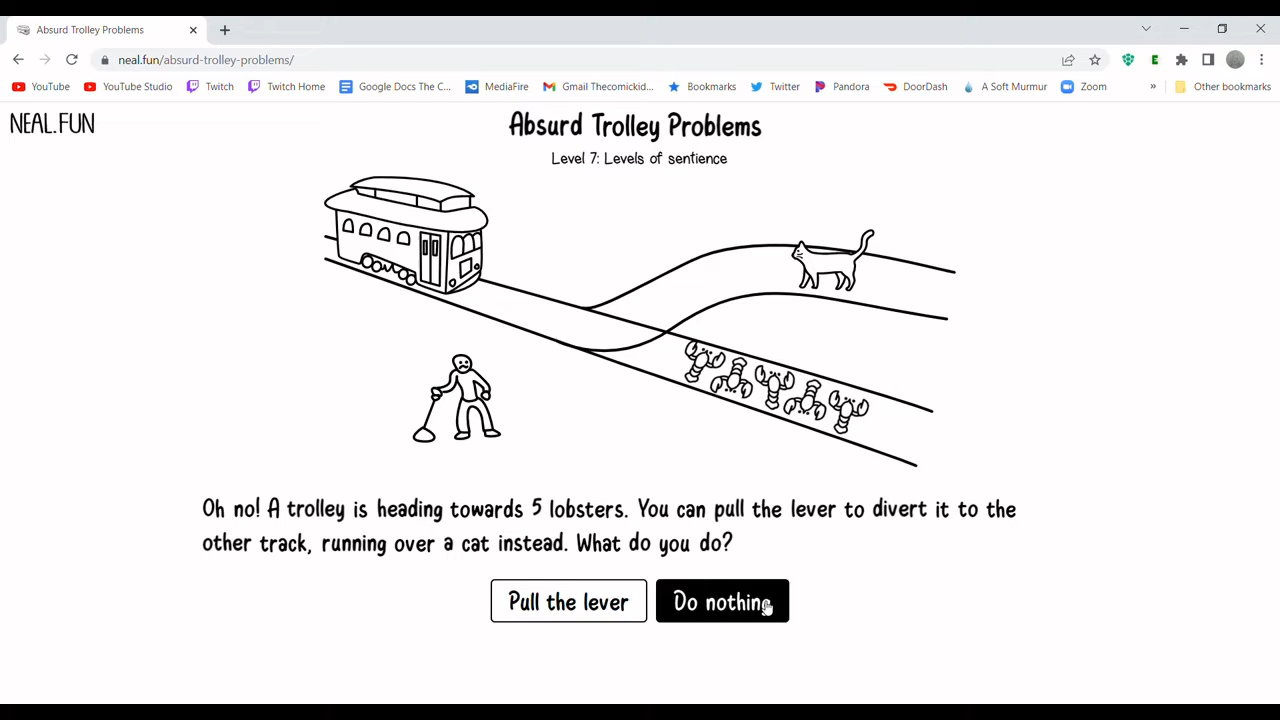 Absurd Trolley Problems
neal.fun/absurd-trolley-problems/
YouTube YouTube Studio Twitch Twitch Home Google Docs The C... MediaFire Gmail Thecomickid... Bookmarks Twitter Pandora DoorDash A Soft Murmur Zoom » Other bookmarks
NEAL.FUN
Absurd Trolley Problems
Level 7: Levels of sentience
Oh no! A trolley is heading towards 5 lobsters. You can pull the lever to divert it to the
other track, running over a cat instead. What do you do?
Pull the lever Do nothing